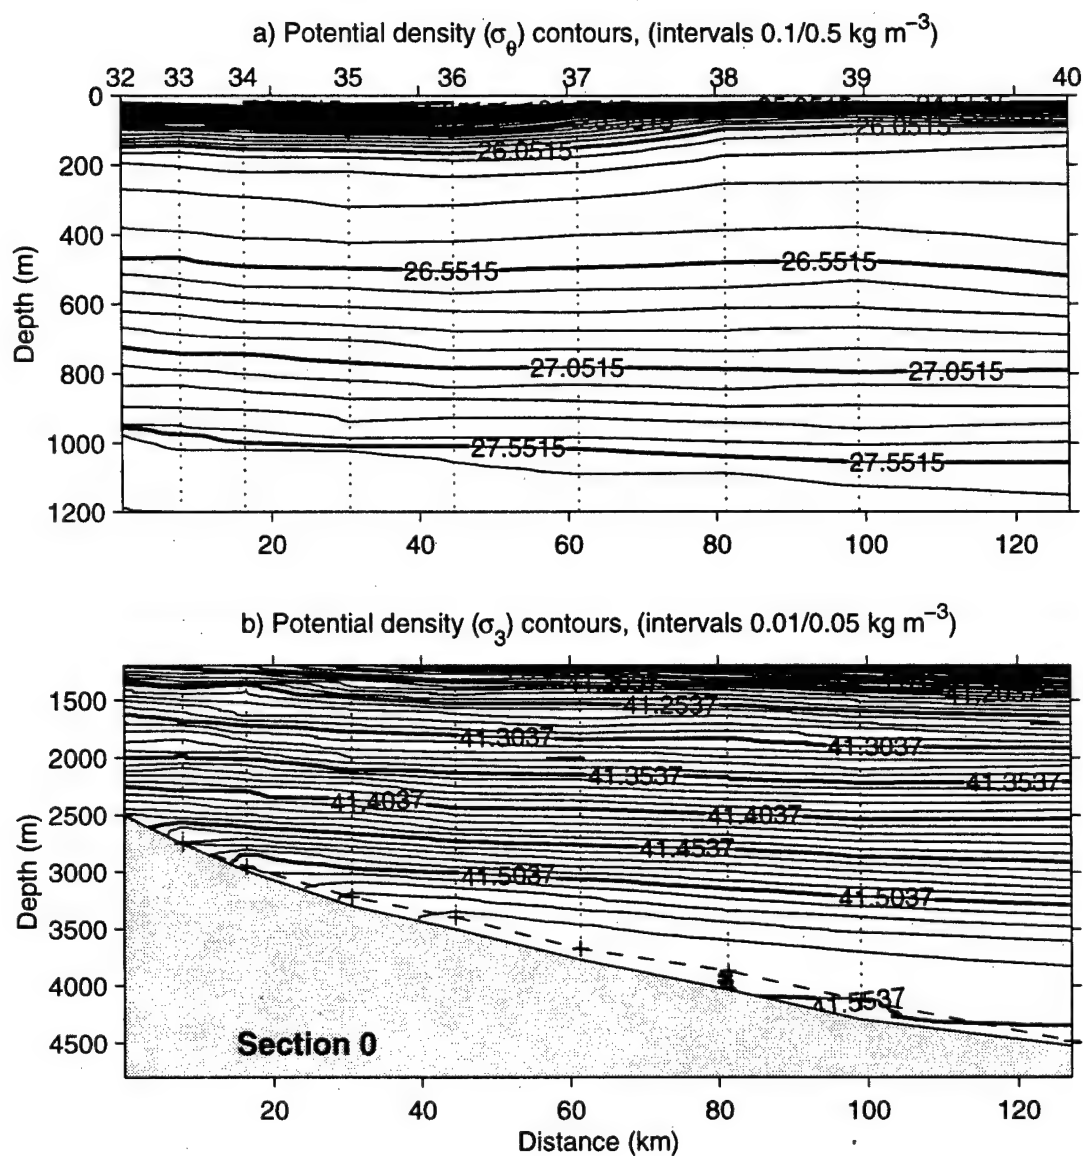 a) Potential density (σθ) contours, (intervals 0.1/0.5 kg m−3)
32 33 34 35 36 37 38 39 40
0
26.0515
26.0515
200
400
26.5515 26.5515
600
27.0515 27.0515
800
1000
27.5515 27.5515
1200
Depth (m)
20 40 60 80 100 120
b) Potential density (σ3) contours, (intervals 0.01/0.05 kg m−3)
1500
41.2537
41.3037 41.3037
2000
41.3537 41.3537
41.4037 41.4037
2500
41.4537
3000
41.5037 41.5037
3500
4000
41.5537
4500
Depth (m)
Section 0
20 40 60 80 100 120
Distance (km)